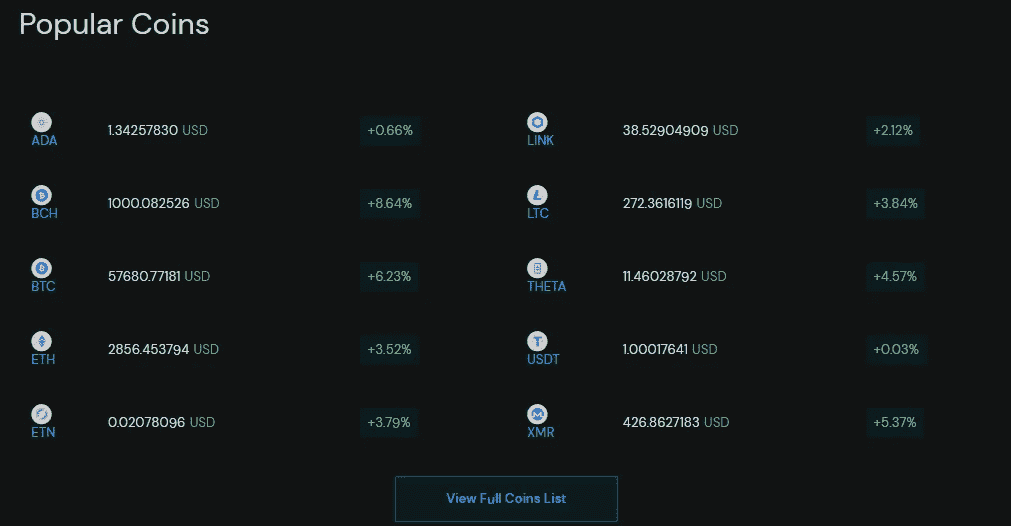 Popular Coins
ADA 1.34257830 USD +0.66%
LINK 38.52904909 USD +2.12%
BCH 1000.082526 USD +8.64%
LTC 272.3616119 USD +3.84%
BTC 57680.77181 USD +6.23%
THETA 11.46028792 USD +4.57%
ETH 2856.453794 USD +3.52%
USDT 1.00017641 USD +0.03%
ETN 0.02078096 USD +3.79%
XMR 426.8627183 USD +5.37%
View Full Coins List